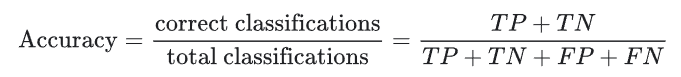 Accuracy = correct classifications / total classifications = TP + TN / TP + TN + FP + FN